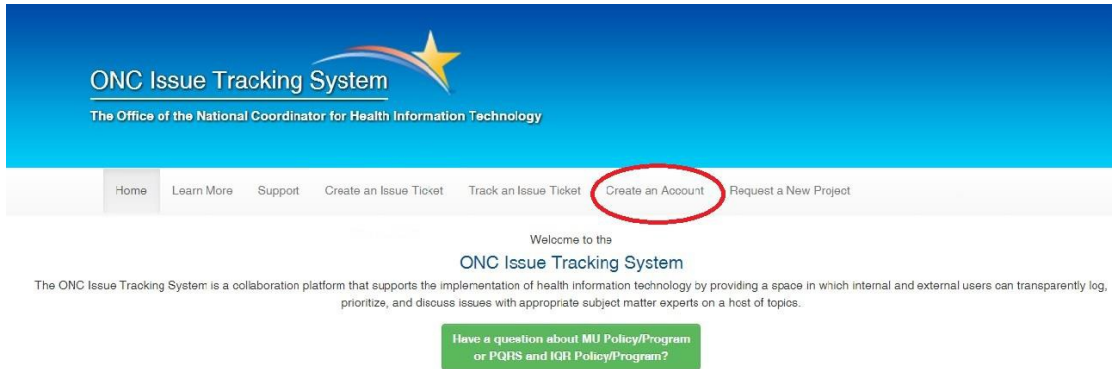 ONC Issue Tracking System
The Office of the National Coordinator for Health Information Technology
Home Learn More Support Create an Issue Ticket Track an Issue Ticket Create an Account Request a New Project
Welcome to the
ONC Issue Tracking System
The ONC Issue Tracking System is a collaboration platform that supports the implementation of health information technology by providing a space in which internal and external users can transparently log,
prioritize, and discuss issues with appropriate subject matter experts on a host of topics.
Have a question about MU Policy/Program
or PQRS and IQR Policy/Program?